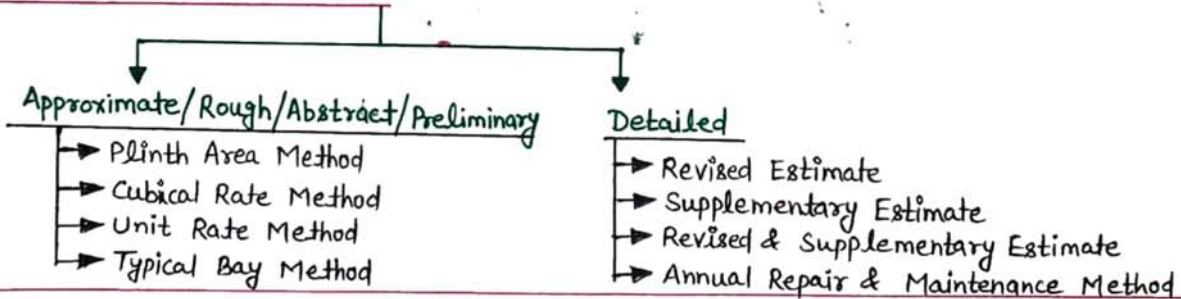 Approximate/Rough/Abstract/Preliminary
Plinth Area Method
Cubical Rate Method
Unit Rate Method
Typical Bay Method
Detailed
Revised Estimate
Supplementary Estimate
Revised & Supplementary Estimate
Annual Repair & Maintenance Method